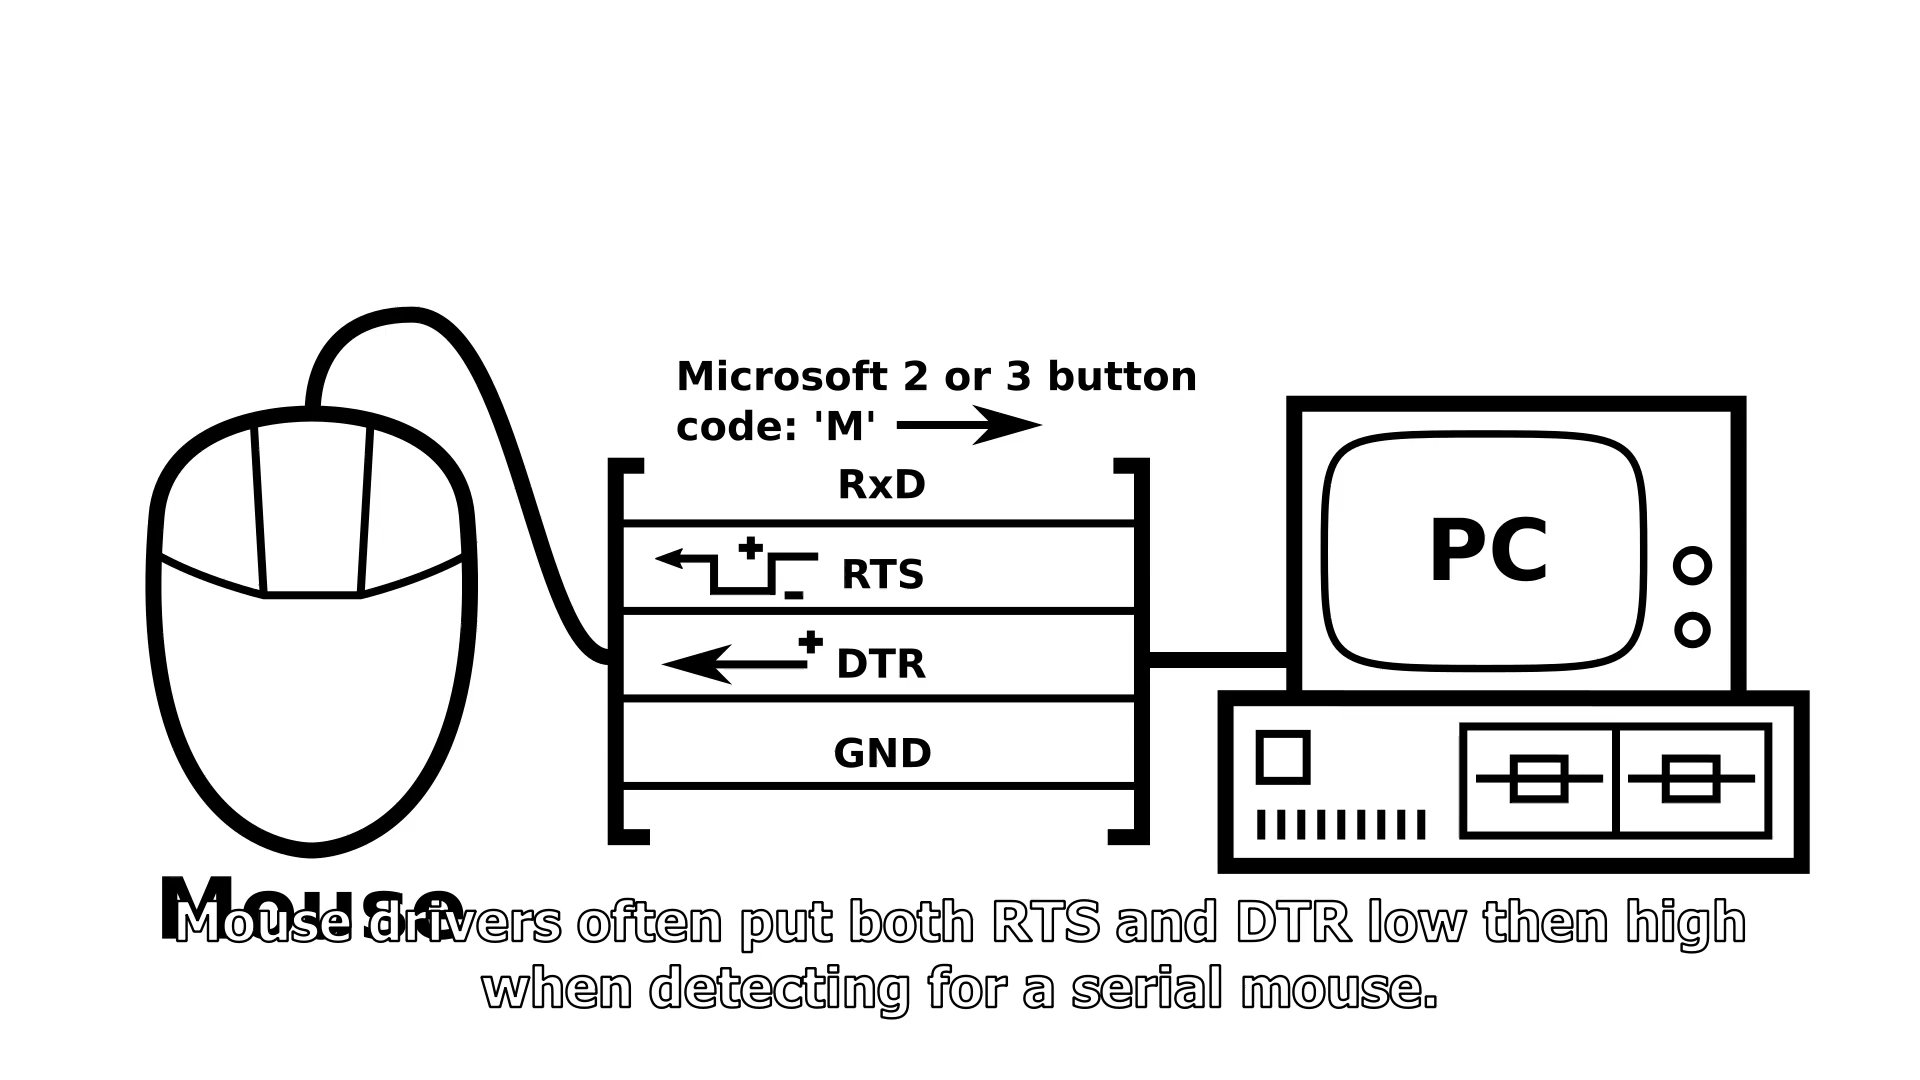 Microsoft 2 or 3 button
code: 'M'
RxD
+
RTS
-
+
DTR
GND
PC
Mouse
Mouse drivers often put both RTS and DTR low then high
when detecting for a serial mouse.